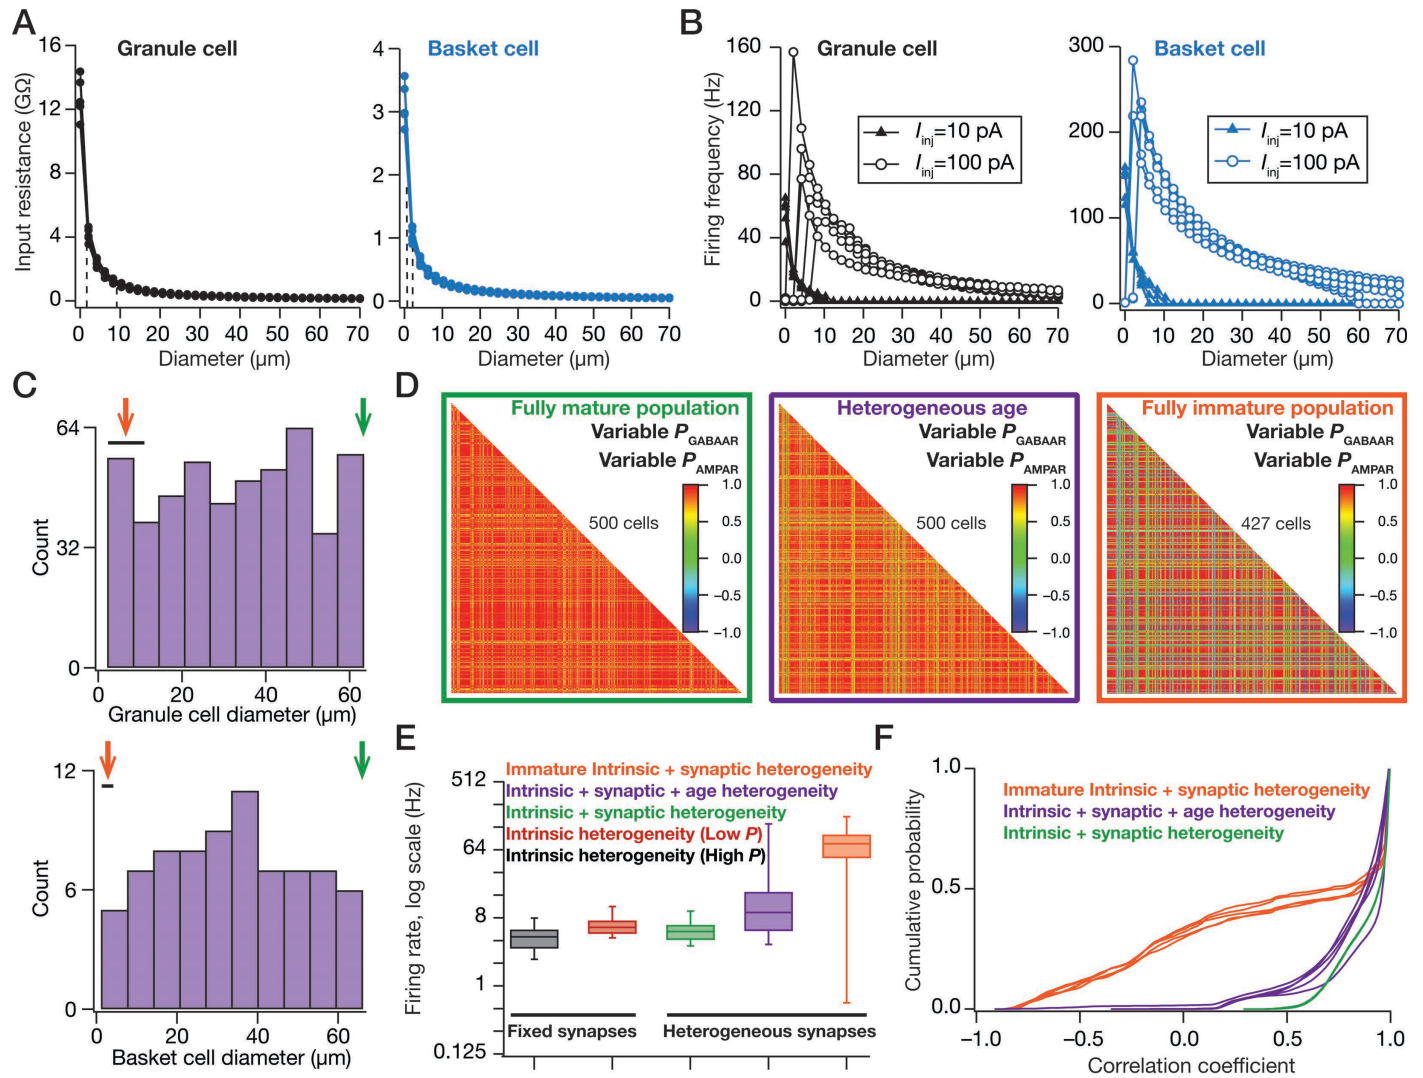 A
Granule cell
Basket cell
Input resistance (GΩ)
16
12
8
4
0
4
3
2
1
0
0 10 20 30 40 50 60 70
Diameter (µm)
0 10 20 30 40 50 60 70
Diameter (µm)
B
Granule cell
Basket cell
Firing frequency (Hz)
160
120
80
40
0
Iinj=10 pA
Iinj=100 pA
300
200
100
0
Iinj=10 pA
Iinj=100 pA
0 10 20 30 40 50 60 70
Diameter (µm)
0 10 20 30 40 50 60 70
Diameter (µm)
C
Count
64
32
0
0 20 40 60
Granule cell diameter (µm)
Count
12
6
0
0 20 40 60
Basket cell diameter (µm)
D
Fully mature population
Variable PGABAAR
Variable PAMPAR
500 cells
1.0
0.5
0.0
−0.5
−1.0
Heterogeneous age
Variable PGABAAR
Variable PAMPAR
500 cells
1.0
0.5
0.0
−0.5
−1.0
Fully immature population
Variable PGABAAR
Variable PAMPAR
427 cells
1.0
0.5
0.0
−0.5
−1.0
E
Firing rate, log scale (Hz)
512
64
8
1
0.125
Immature Intrinsic + synaptic heterogeneity
Intrinsic + synaptic + age heterogeneity
Intrinsic + synaptic heterogeneity
Intrinsic heterogeneity (Low P)
Intrinsic heterogeneity (High P)
Fixed synapses
Heterogeneous synapses
F
Cumulative probability
1.0
0.5
0.0
Immature Intrinsic + synaptic heterogeneity
Intrinsic + synaptic + age heterogeneity
Intrinsic + synaptic heterogeneity
−1.0 −0.5 0.0 0.5 1.0
Correlation coefficient